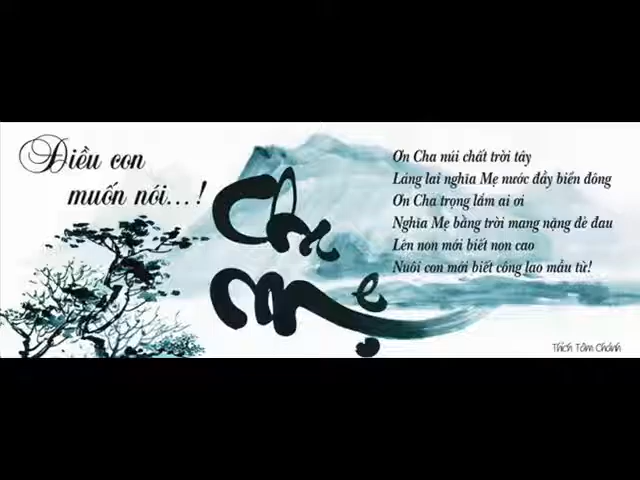 Điều con
muốn nói...!
Cha
Mẹ
Ơn Cha núi chất trời tây
Láng lai nghĩa Mẹ nước đầy biển đông
Ơn Cha trọng lắm ai ơi
Nghĩa Mẹ bằng trời mang nặng đẻ đau
Lên non mới biết non cao
Nuôi con mới biết công lao mẫu từ!
Thích Tâm Chánh